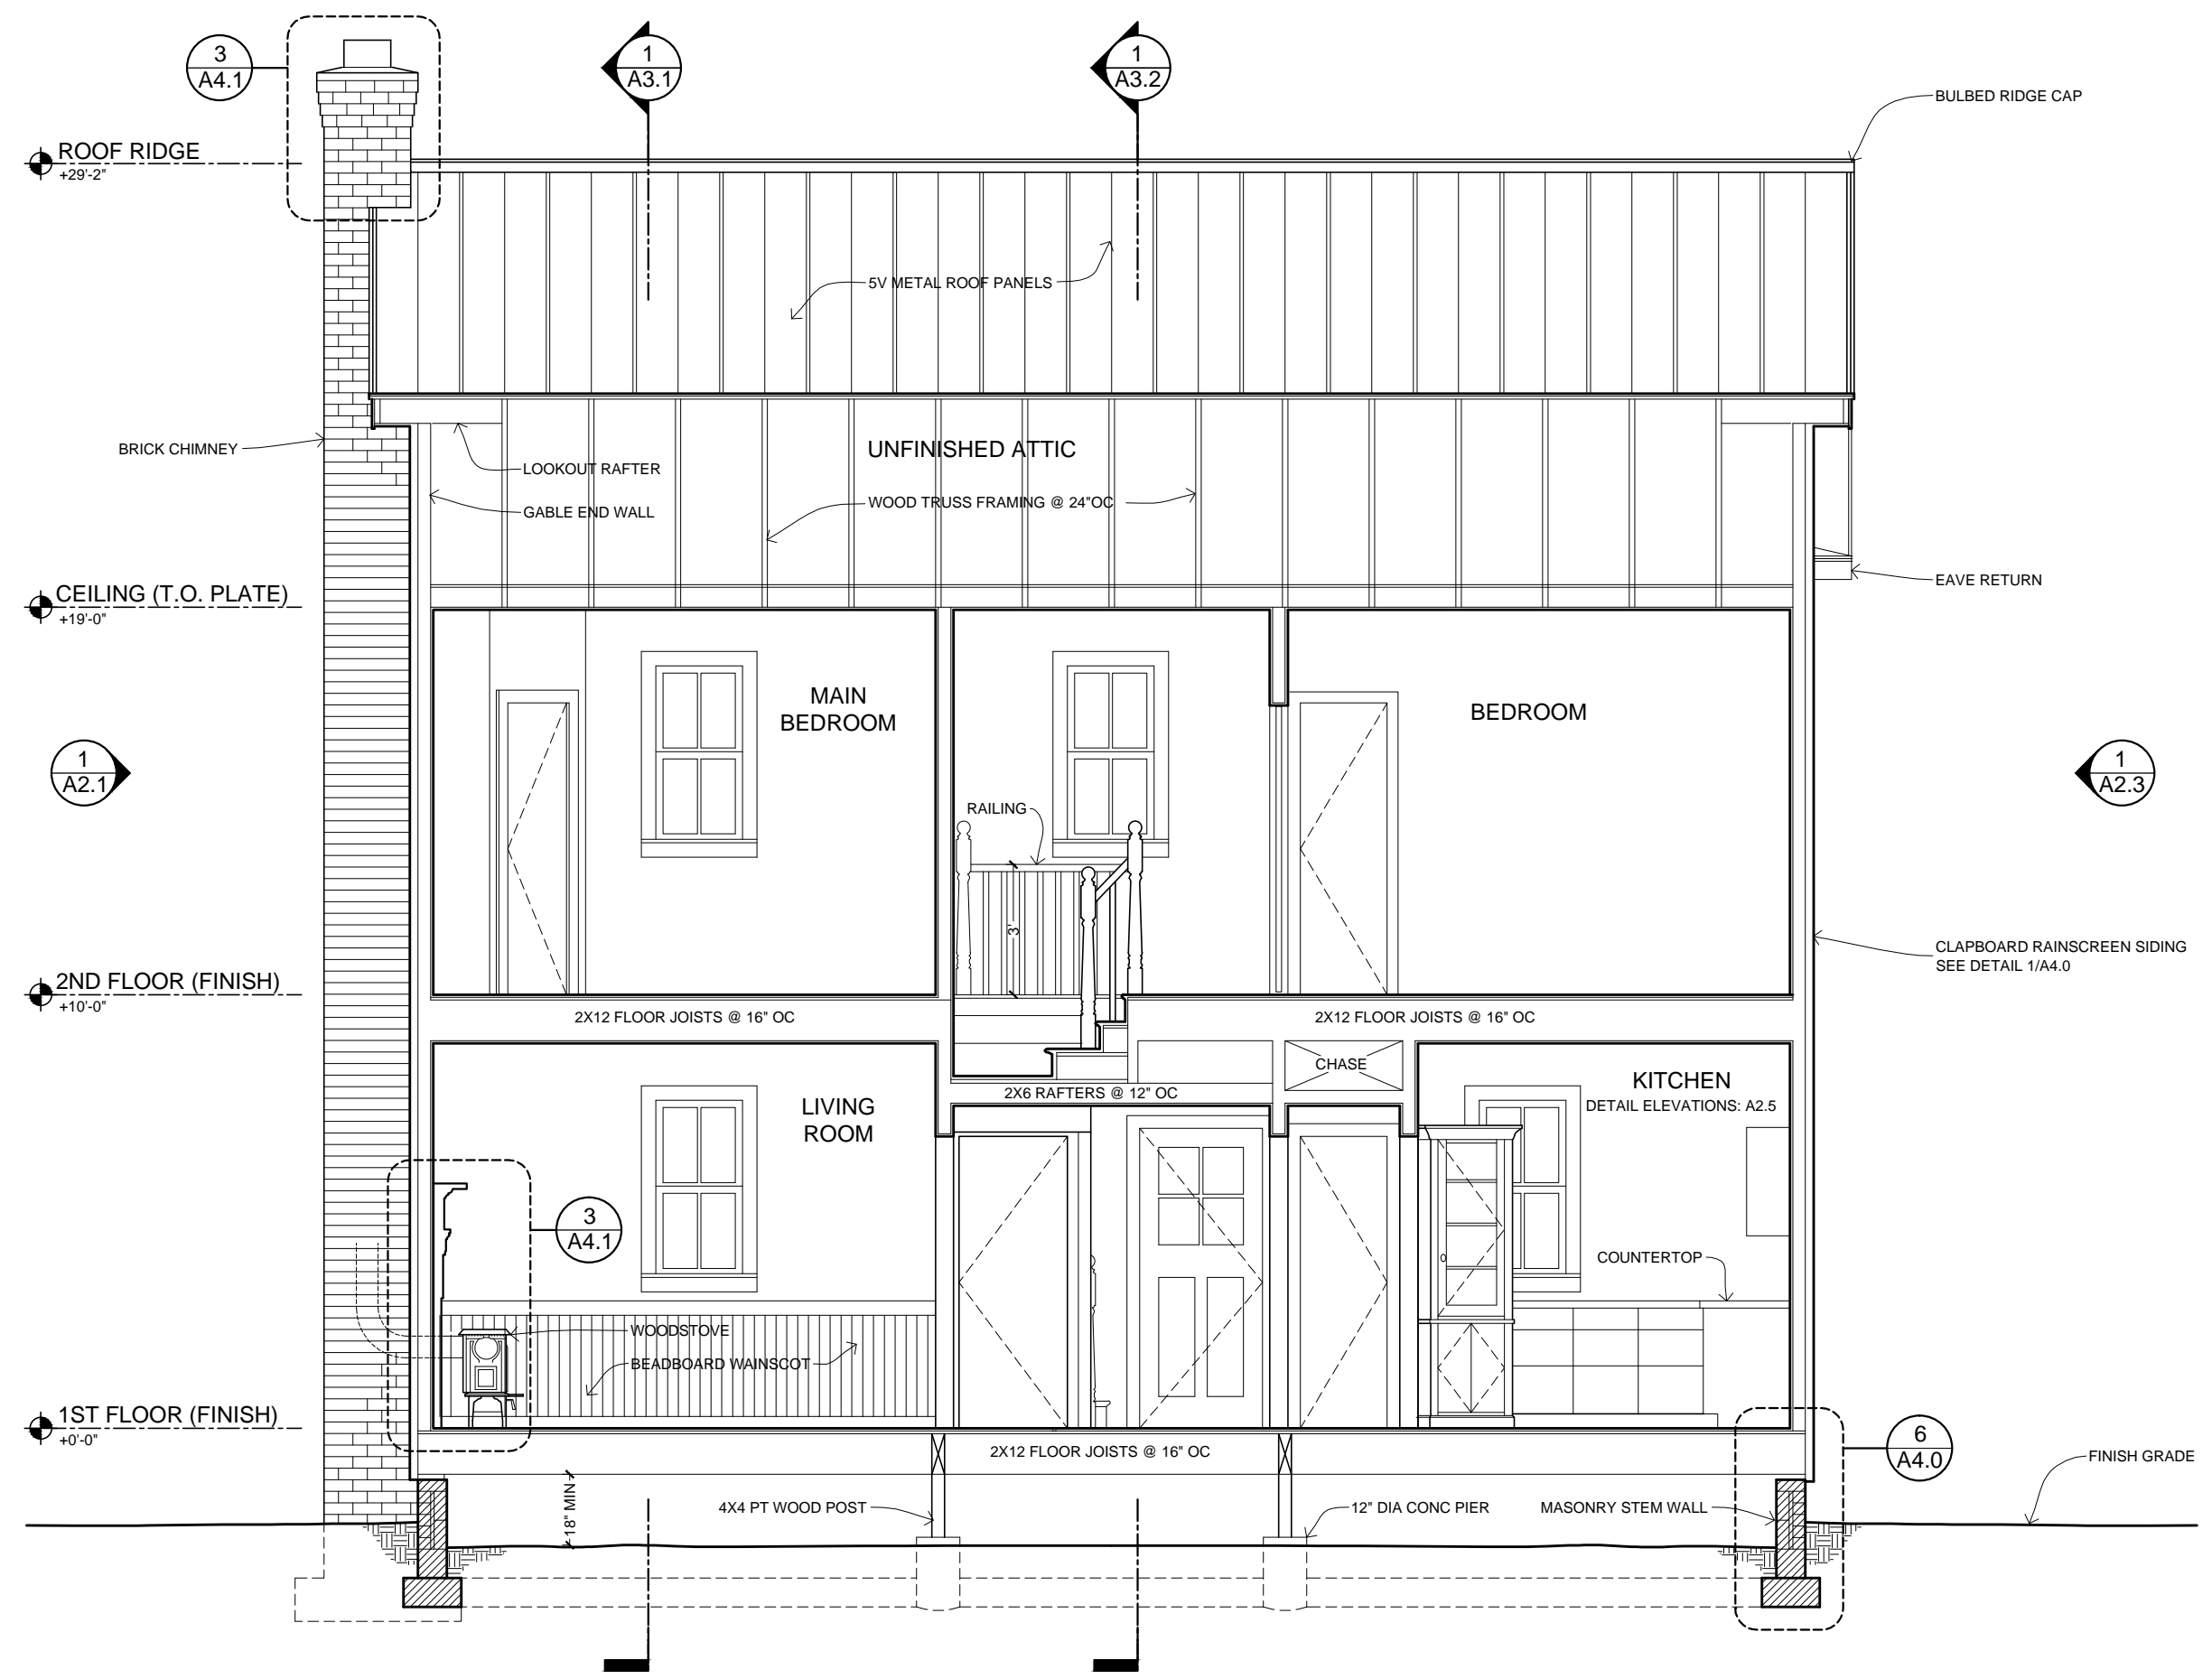 3
A4.1
1
A3.1
1
A3.2
BULBED RIDGE CAP
ROOF RIDGE
+29'-2"
5V METAL ROOF PANELS
BRICK CHIMNEY
UNFINISHED ATTIC
LOOKOUT RAFTER
WOOD TRUSS FRAMING @ 24"OC
GABLE END WALL
EAVE RETURN
CEILING (T.O. PLATE)
+19'-0"
MAIN
BEDROOM
BEDROOM
1
A2.1
1
A2.3
RAILING
3'
CLAPBOARD RAINSCREEN SIDING
SEE DETAIL 1/A4.0
2ND FLOOR (FINISH)
+10'-0"
2X12 FLOOR JOISTS @ 16" OC
2X12 FLOOR JOISTS @ 16" OC
CHASE
2X6 RAFTERS @ 12" OC
KITCHEN
DETAIL ELEVATIONS: A2.5
LIVING
ROOM
3
A4.1
COUNTERTOP
WOODSTOVE
BEADBOARD WAINSCOT
1ST FLOOR (FINISH)
+0'-0"
2X12 FLOOR JOISTS @ 16" OC
6
A4.0
FINISH GRADE
18" MIN
4X4 PT WOOD POST
12" DIA CONC PIER
MASONRY STEM WALL